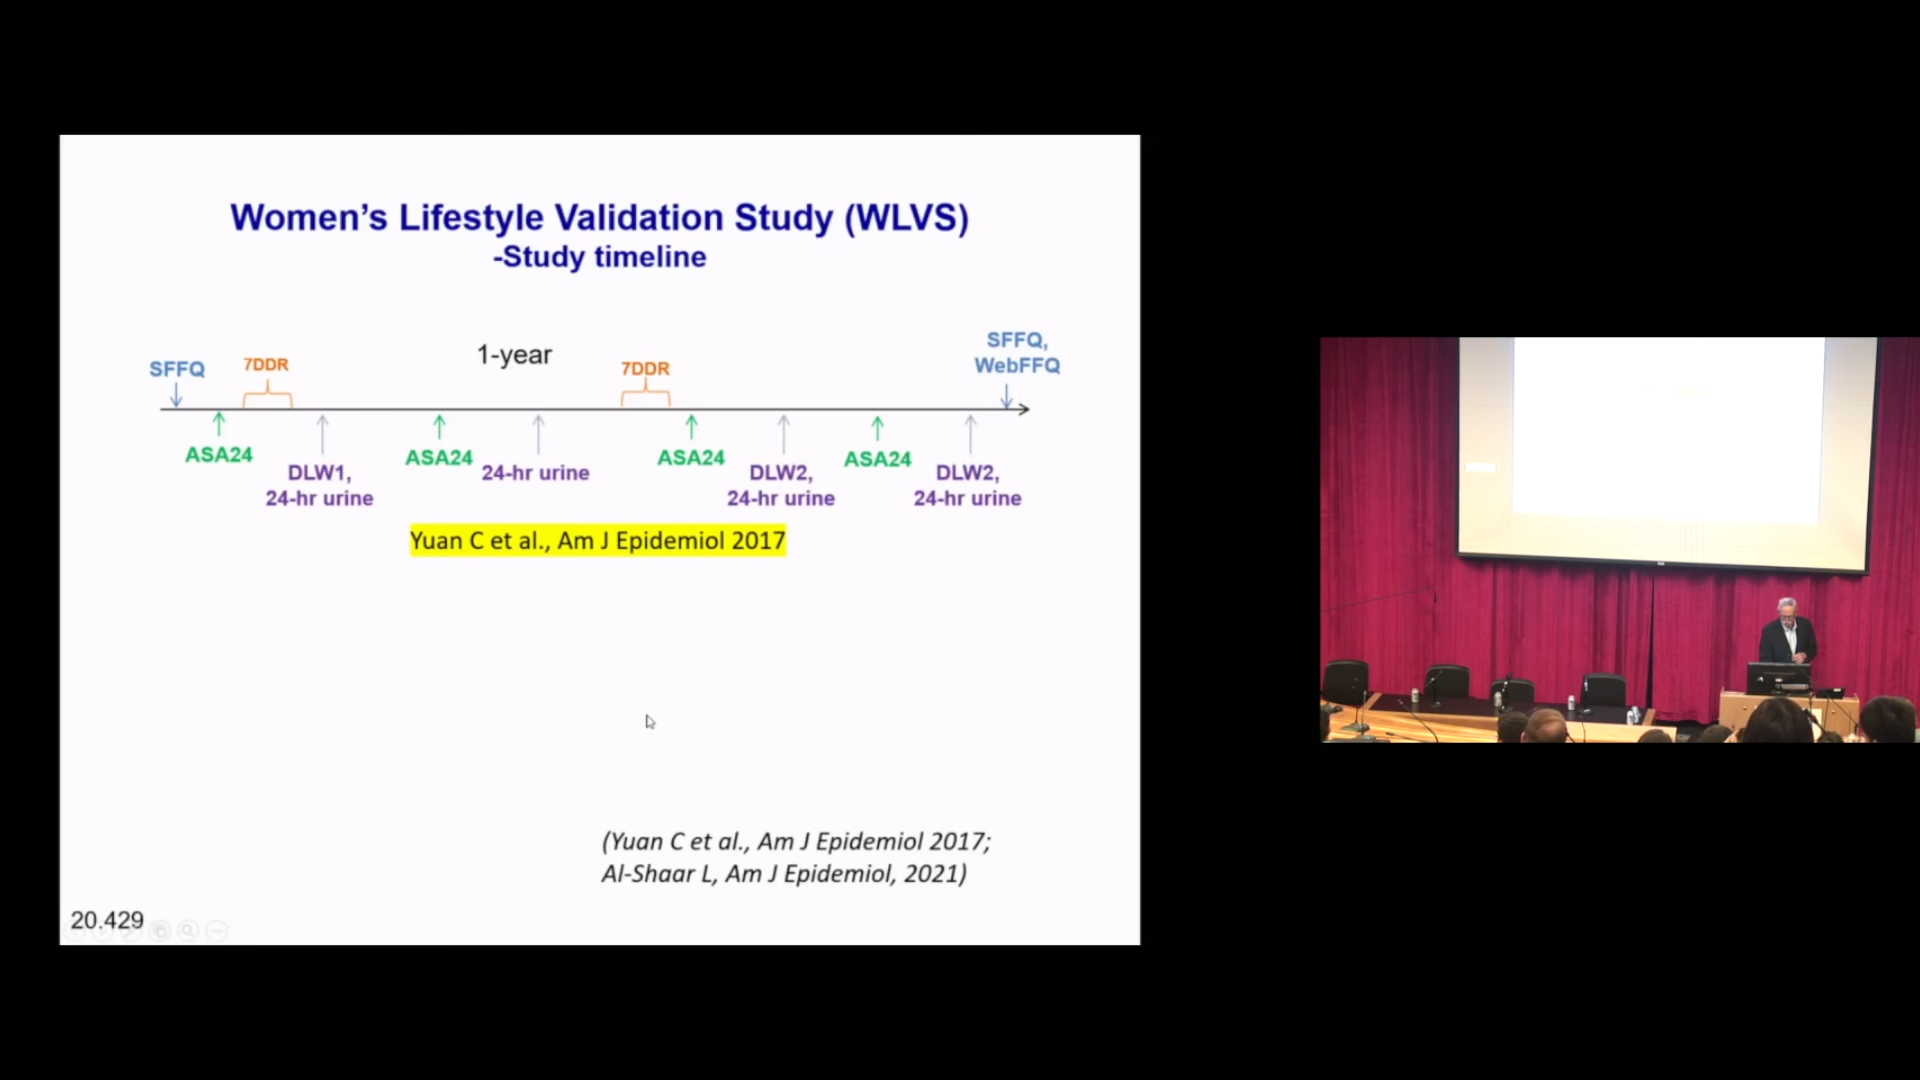 Women's Lifestyle Validation Study (WLVS)
-Study timeline
SFFQ
7DDR
1-year
7DDR
SFFQ,
WebFFQ
ASA24
DLW1,
24-hr urine
ASA24
24-hr urine
ASA24
DLW2,
24-hr urine
ASA24
DLW2,
24-hr urine
Yuan C et al., Am J Epidemiol 2017
(Yuan C et al., Am J Epidemiol 2017;
Al-Shaar L, Am J Epidemiol, 2021)
20.429